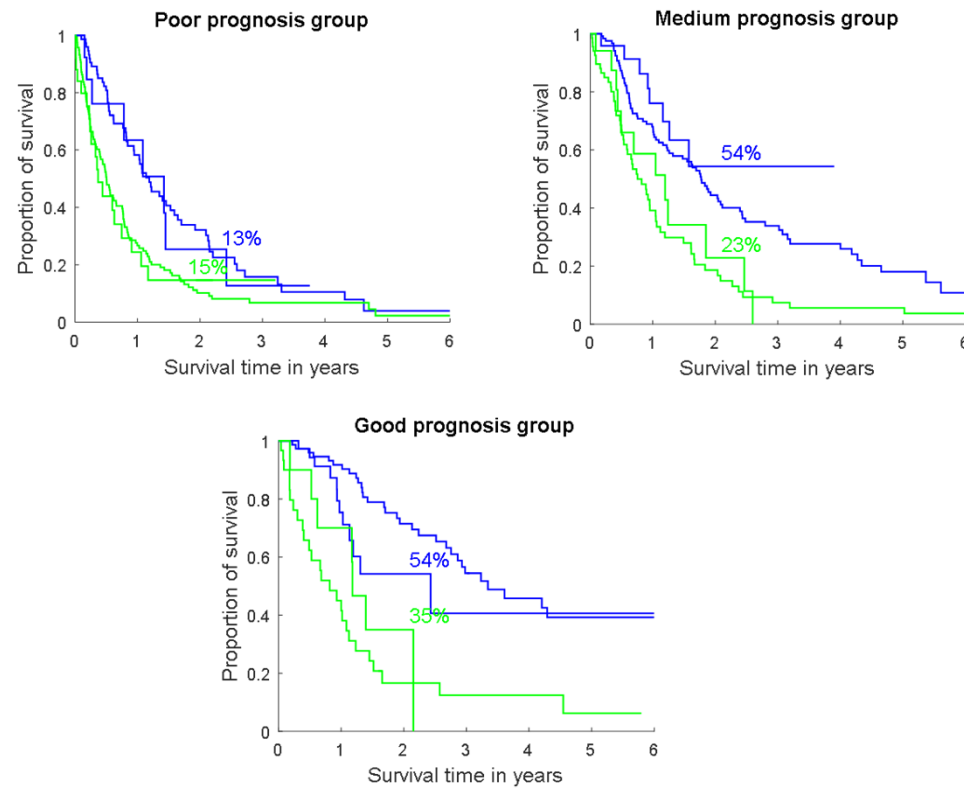 Poor prognosis group
1
0.8
0.6
0.4
0.2
0
Proportion of survival
13%
15%
0 1 2 3 4 5 6
Survival time in years
Medium prognosis group
1
0.8
0.6
0.4
0.2
0
Proportion of survival
54%
23%
0 1 2 3 4 5 6
Survival time in years
Good prognosis group
1
0.8
0.6
0.4
0.2
0
Proportion of survival
54%
35%
0 1 2 3 4 5 6
Survival time in years